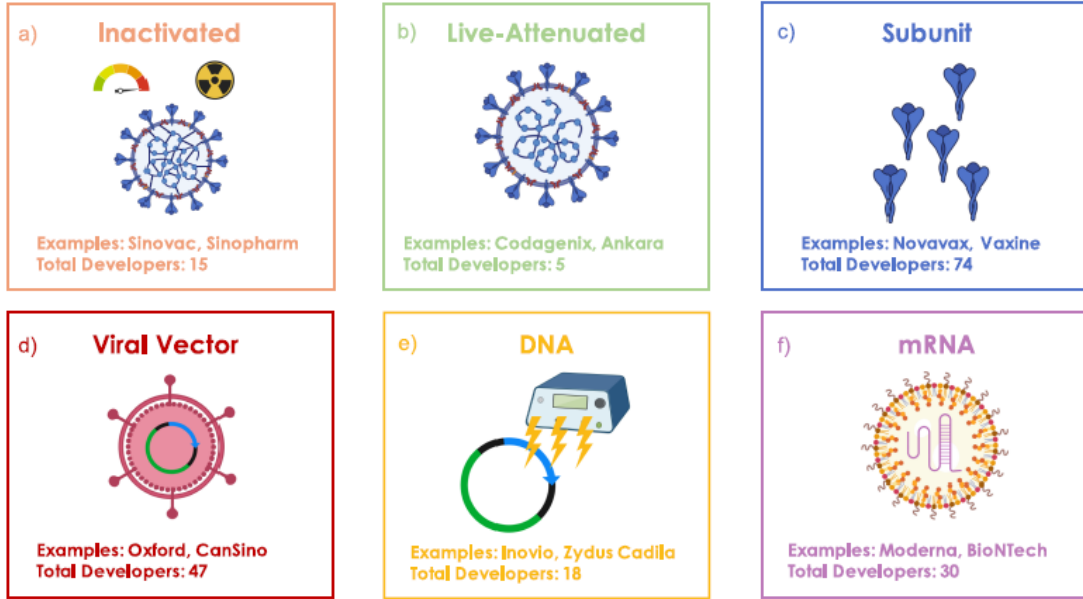 a) Inactivated
Examples: Sinovac, Sinopharm
Total Developers: 15
b) Live-Attenuated
Examples: Codagenix, Ankara
Total Developers: 5
c) Subunit
Examples: Novavax, Vaxine
Total Developers: 74
d) Viral Vector
Examples: Oxford, CanSino
Total Developers: 47
e) DNA
Examples: Inovio, Zydus Cadila
Total Developers: 18
f) mRNA
Examples: Moderna, BioNTech
Total Developers: 30